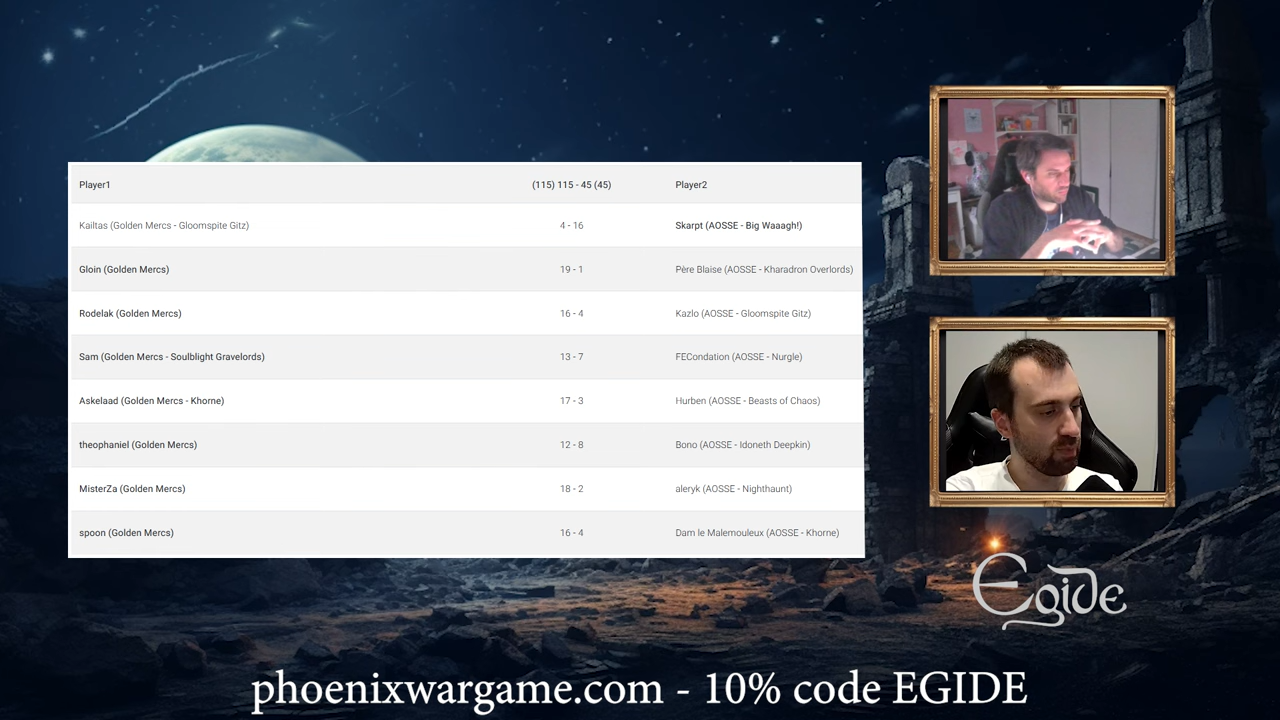 Player1 (115) 115 - 45 (45) Player2
Kailtas (Golden Mercs - Gloomspite Gitz) 4 - 16 Skarpt (AOSSE - Big Waaagh!)
Gloin (Golden Mercs) 19 - 1 Père Blaise (AOSSE - Kharadron Overlords)
Rodelak (Golden Mercs) 16 - 4 Kazlo (AOSSE - Gloomspite Gitz)
Sam (Golden Mercs - Soulblight Gravelords) 13 - 7 FECondation (AOSSE - Nurgle)
Askelaad (Golden Mercs - Khorne) 17 - 3 Hurben (AOSSE - Beasts of Chaos)
theophaniel (Golden Mercs) 12 - 8 Bono (AOSSE - Idoneth Deepkin)
MisterZa (Golden Mercs) 18 - 2 aleryk (AOSSE - Nighthaunt)
spoon (Golden Mercs) 16 - 4 Dam le Malemouleux (AOSSE - Khorne)
Egide
phoenixwargame.com - 10% code EGIDE